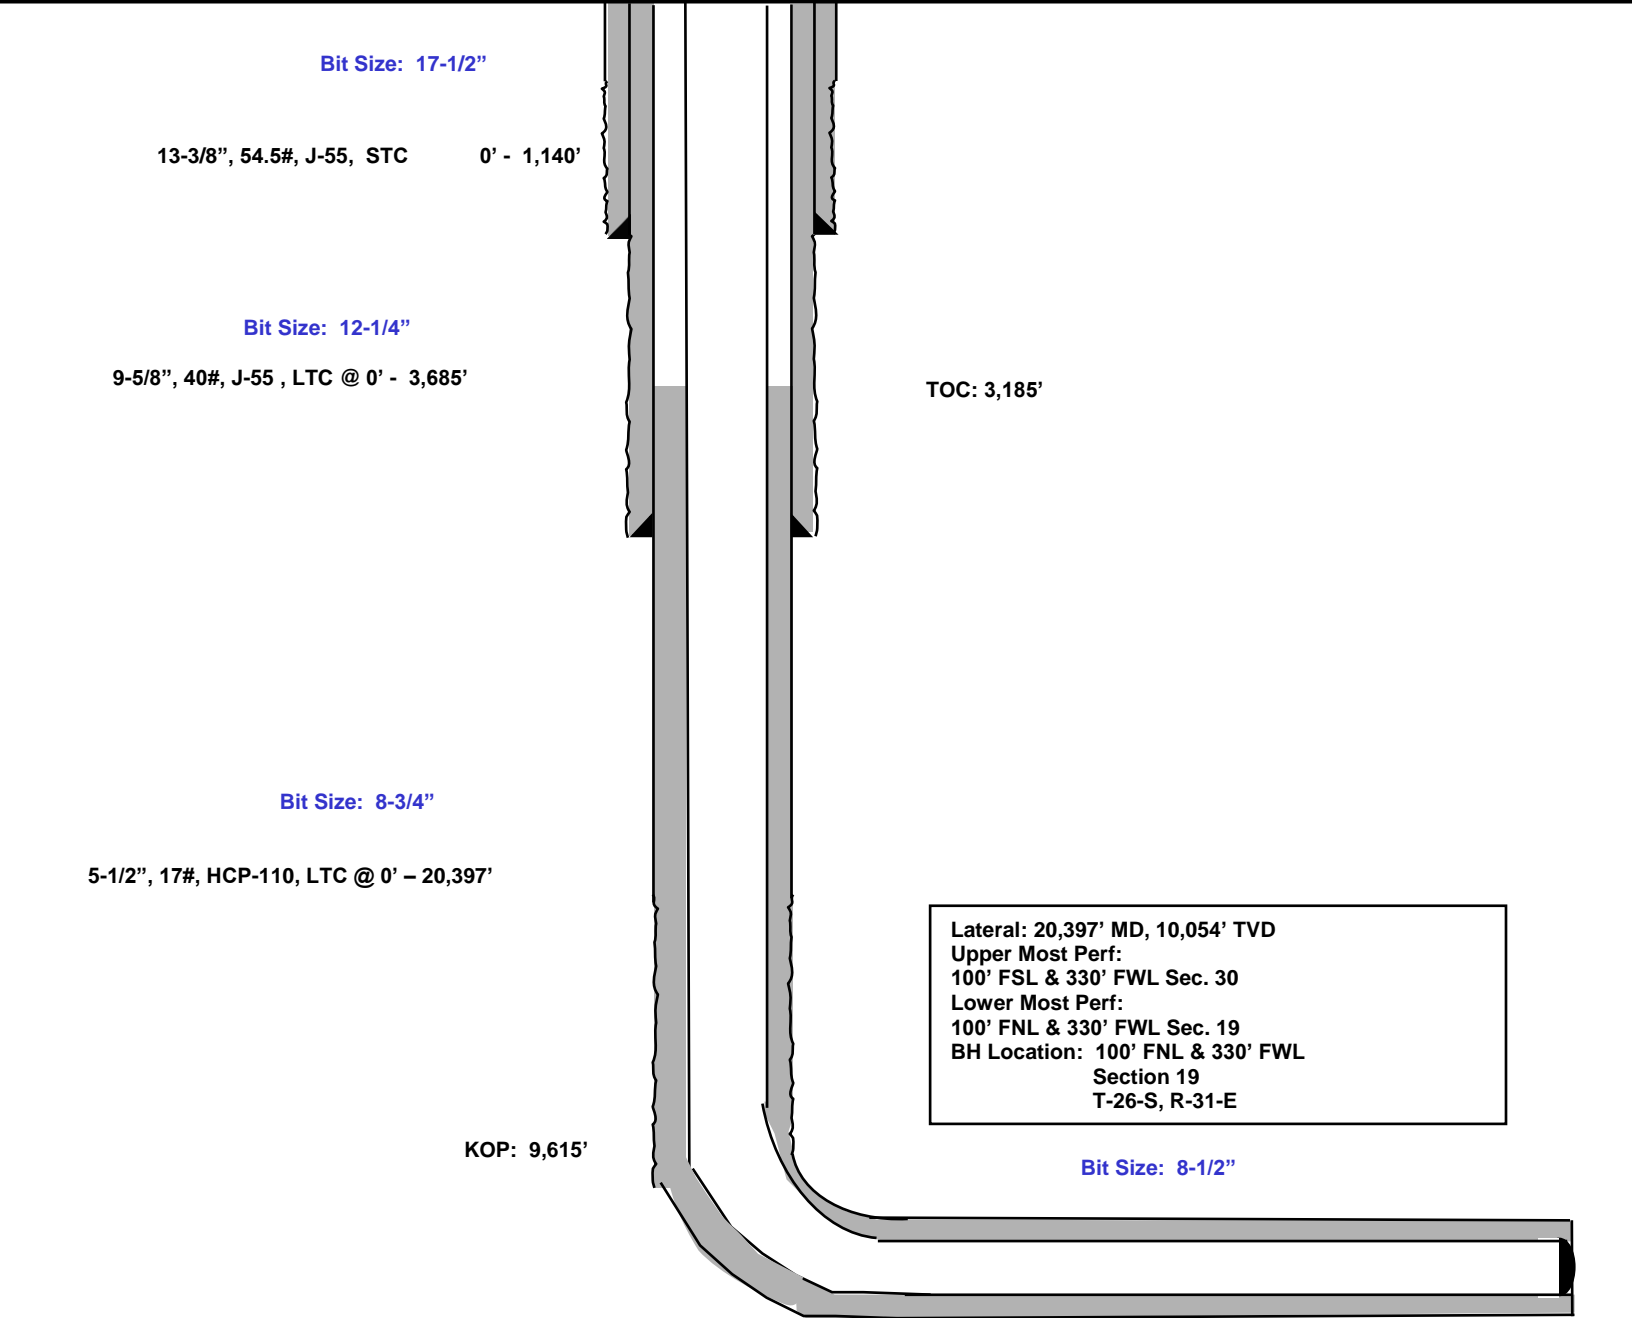 Bit Size: 17-1/2”
13-3/8”, 54.5#, J-55, STC 0’ - 1,140’
Bit Size: 12-1/4”
9-5/8”, 40#, J-55 , LTC @ 0’ - 3,685’
TOC: 3,185’
Bit Size: 8-3/4”
5-1/2”, 17#, HCP-110, LTC @ 0’ – 20,397’
Lateral: 20,397’ MD, 10,054’ TVD
Upper Most Perf:
100’ FSL & 330’ FWL Sec. 30
Lower Most Perf:
100’ FNL & 330’ FWL Sec. 19
BH Location: 100’ FNL & 330’ FWL
Section 19
T-26-S, R-31-E
KOP: 9,615’
Bit Size: 8-1/2”